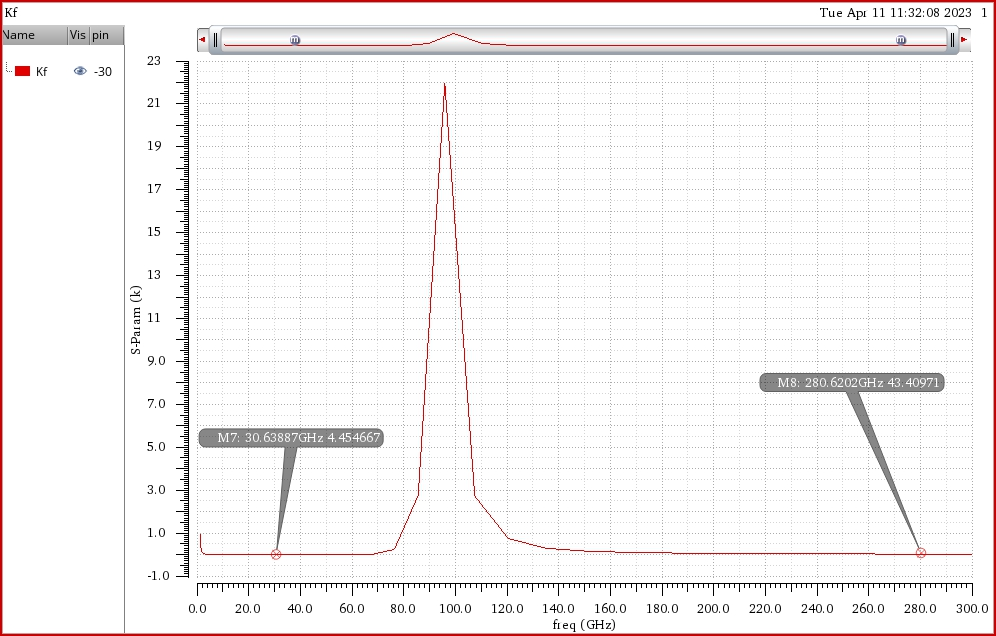 Kf
Tue Apr 11 11:32:08 2023 1
Name Vis pin
Kf -30
m m
23
21
19
17
15
13
11
9.0
7.0
5.0
3.0
1.0
-1.0
S-Param (k)
M8: 280.6202GHz 43.40971
M7: 30.63887GHz 4.454667
0.0 20.0 40.0 60.0 80.0 100.0 120.0 140.0 160.0 180.0 200.0 220.0 240.0 260.0 280.0 300.0
freq (GHz)